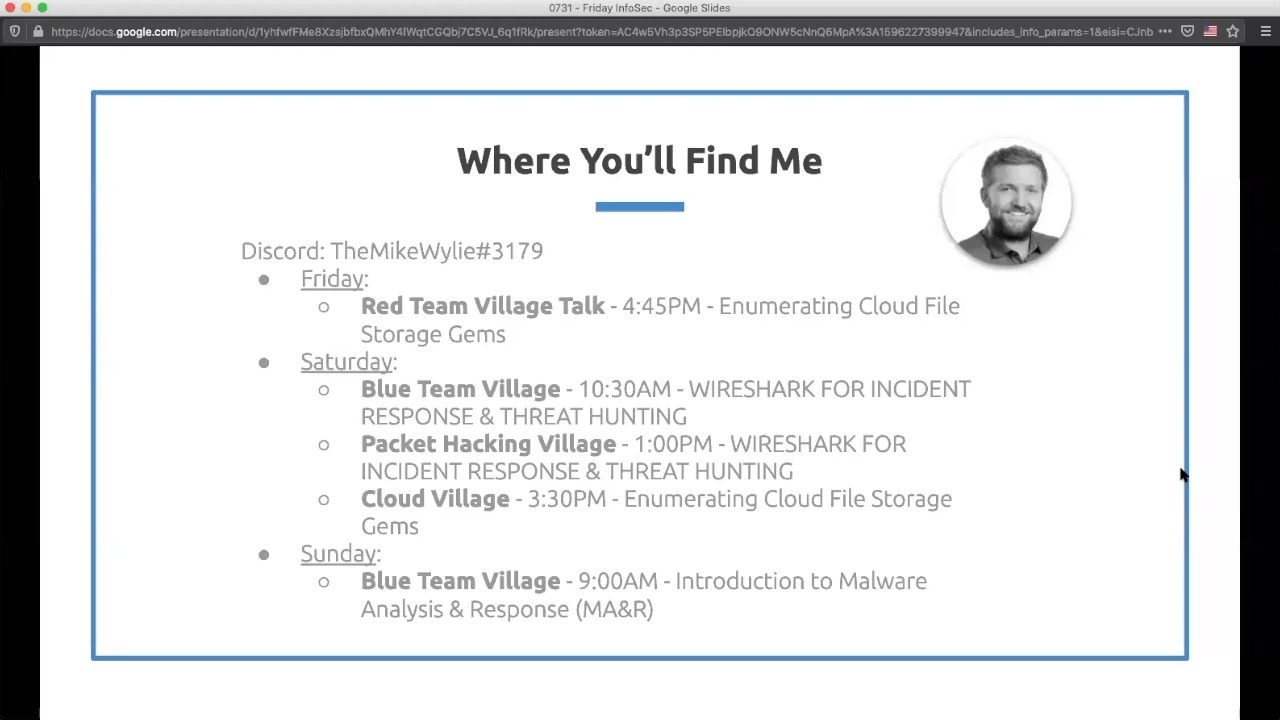 0731 - Friday InfoSec - Google Slides
Where You'll Find Me
Discord: TheMikeWylie#3179
● Friday:
○ Red Team Village Talk - 4:45PM - Enumerating Cloud File
Storage Gems
● Saturday:
○ Blue Team Village - 10:30AM - WIRESHARK FOR INCIDENT
RESPONSE & THREAT HUNTING
○ Packet Hacking Village - 1:00PM - WIRESHARK FOR
INCIDENT RESPONSE & THREAT HUNTING
○ Cloud Village - 3:30PM - Enumerating Cloud File Storage
Gems
● Sunday:
○ Blue Team Village - 9:00AM - Introduction to Malware
Analysis & Response (MA&R)